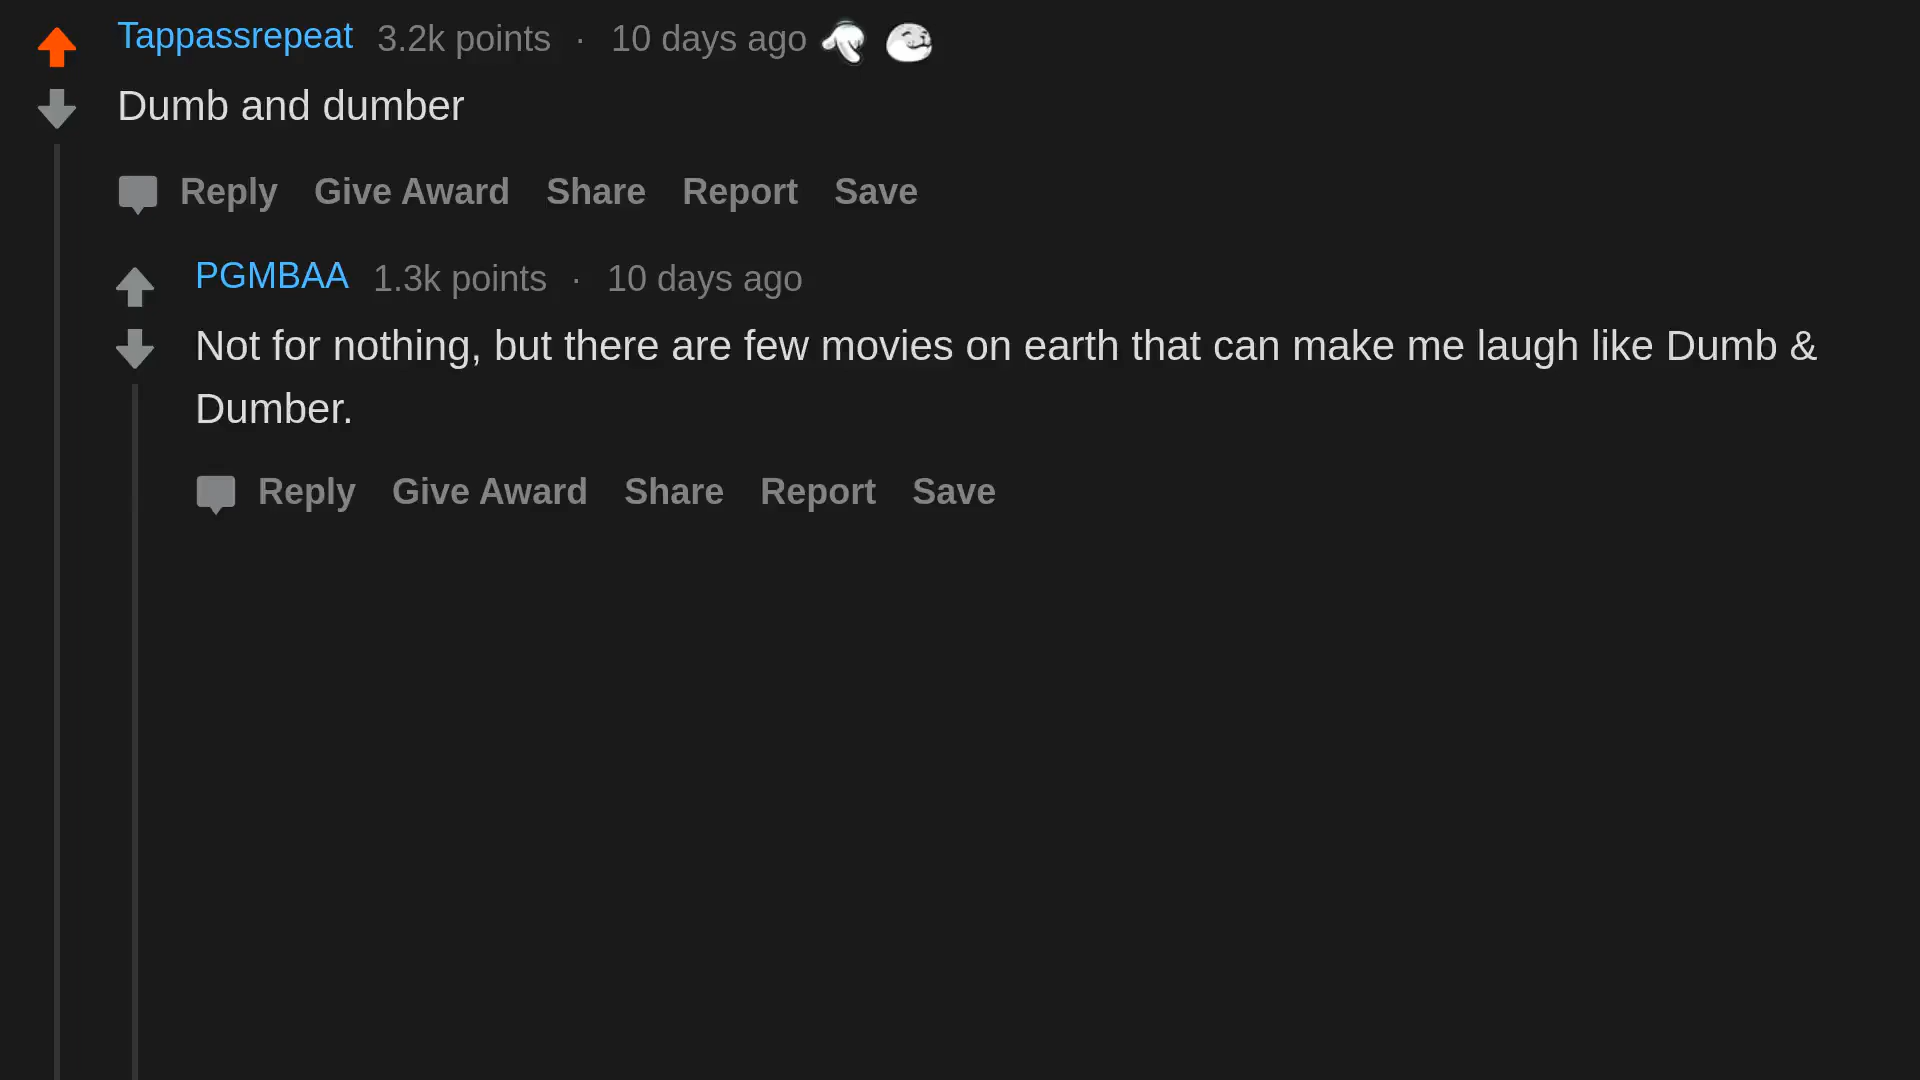 Tappassrepeat 3.2k points · 10 days ago
Dumb and dumber
Reply Give Award Share Report Save
PGMBAA 1.3k points · 10 days ago
Not for nothing, but there are few movies on earth that can make me laugh like Dumb &
Dumber.
Reply Give Award Share Report Save